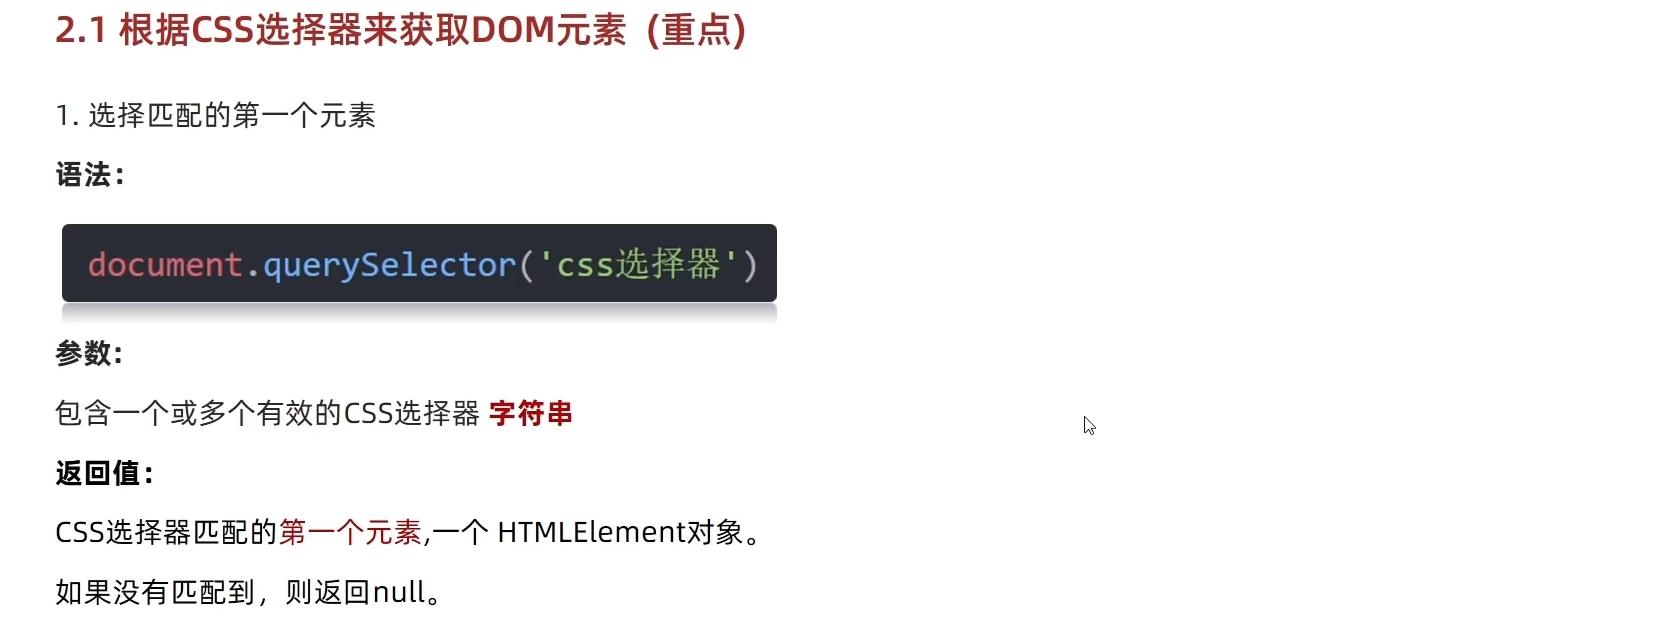 2.1 根据CSS选择器来获取DOM元素 (重点)
1. 选择匹配的第一个元素
语法：
document.querySelector('css选择器')
参数:
包含一个或多个有效的CSS选择器 字符串
返回值：
CSS选择器匹配的第一个元素,一个 HTMLElement对象。
如果没有匹配到，则返回null。